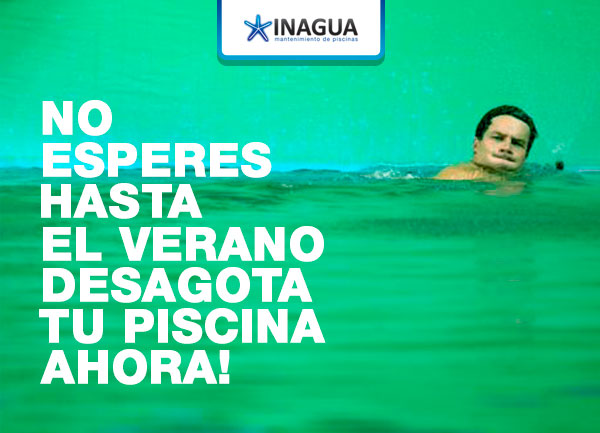 INAGUA
mantenimiento de piscinas
NO
ESPERES
HASTA
EL VERANO
DESAGOTA
TU PISCINA
AHORA!